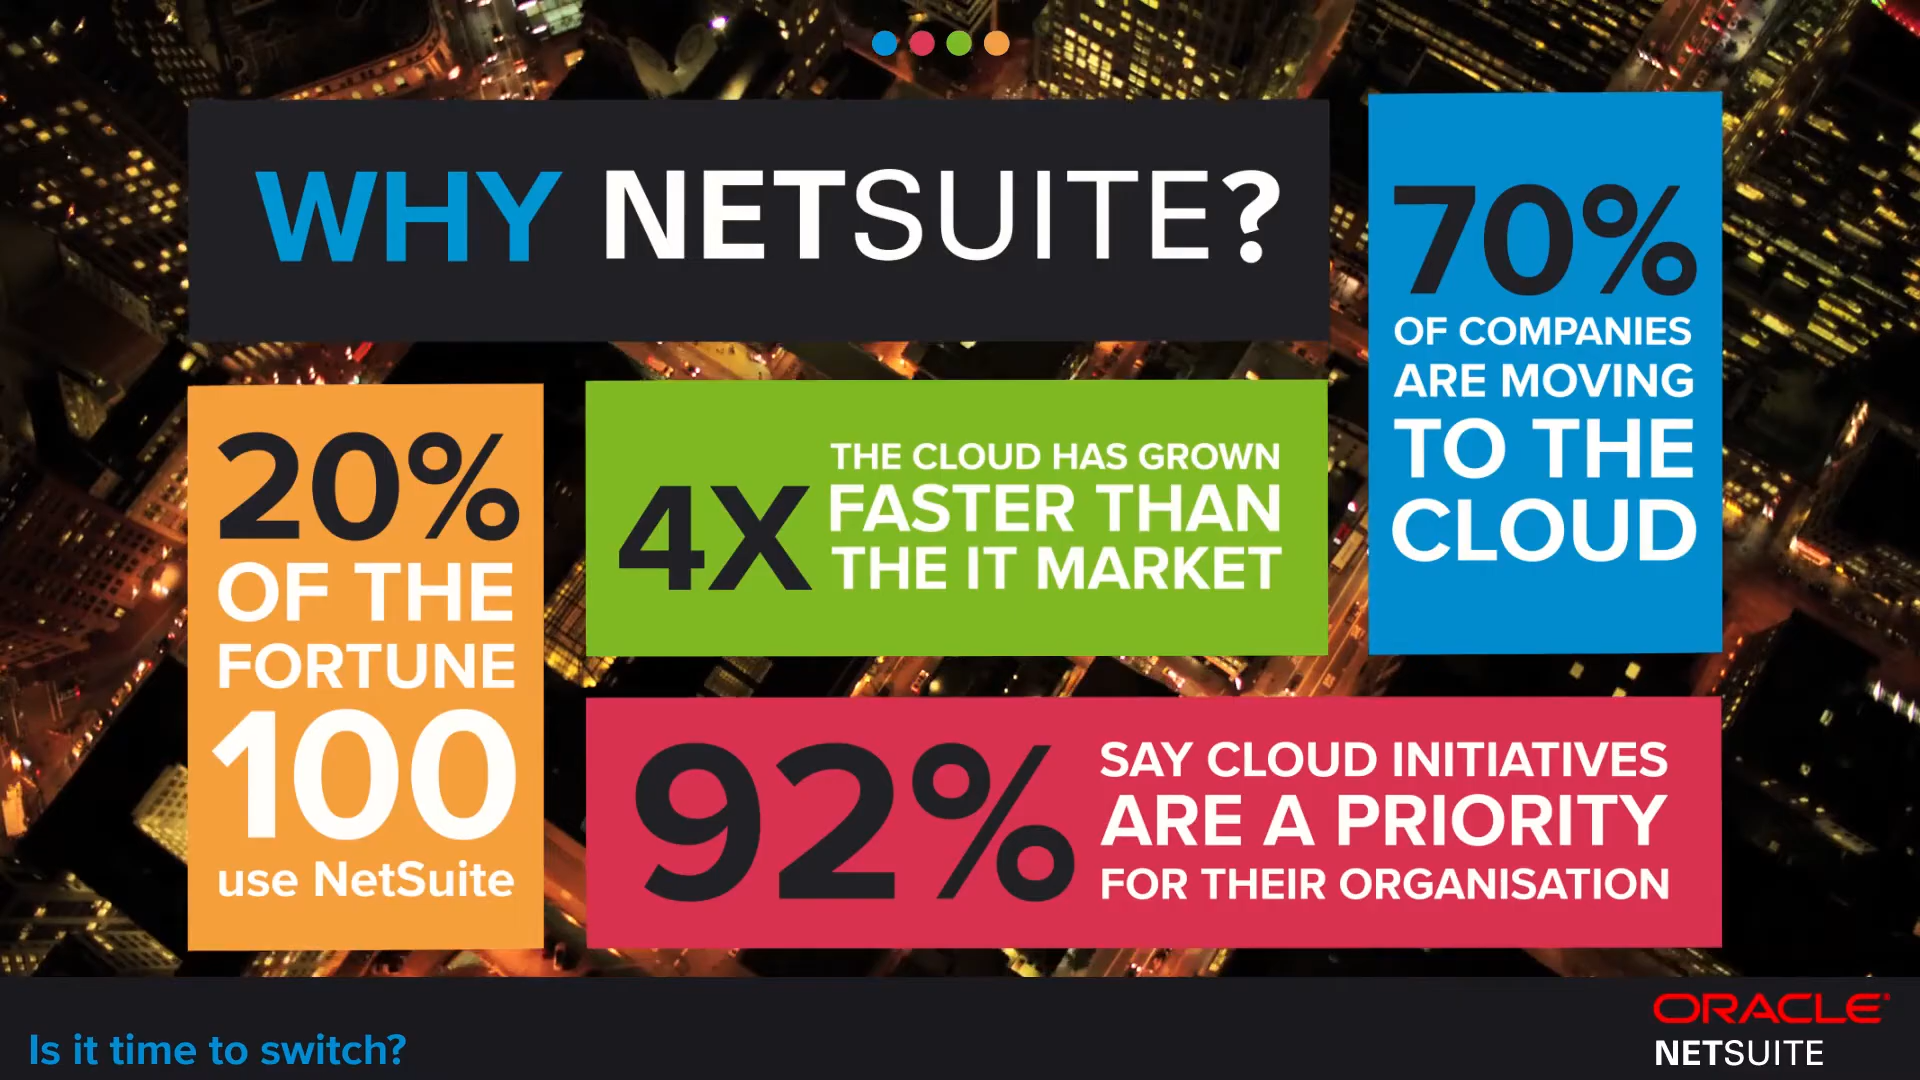 WHY NETSUITE?
70%
OF COMPANIES
ARE MOVING
TO THE
CLOUD
20%
OF THE
FORTUNE
100
use NetSuite
4X
THE CLOUD HAS GROWN
FASTER THAN
THE IT MARKET
92%
SAY CLOUD INITIATIVES
ARE A PRIORITY
FOR THEIR ORGANISATION
Is it time to switch?
ORACLE
NETSUITE